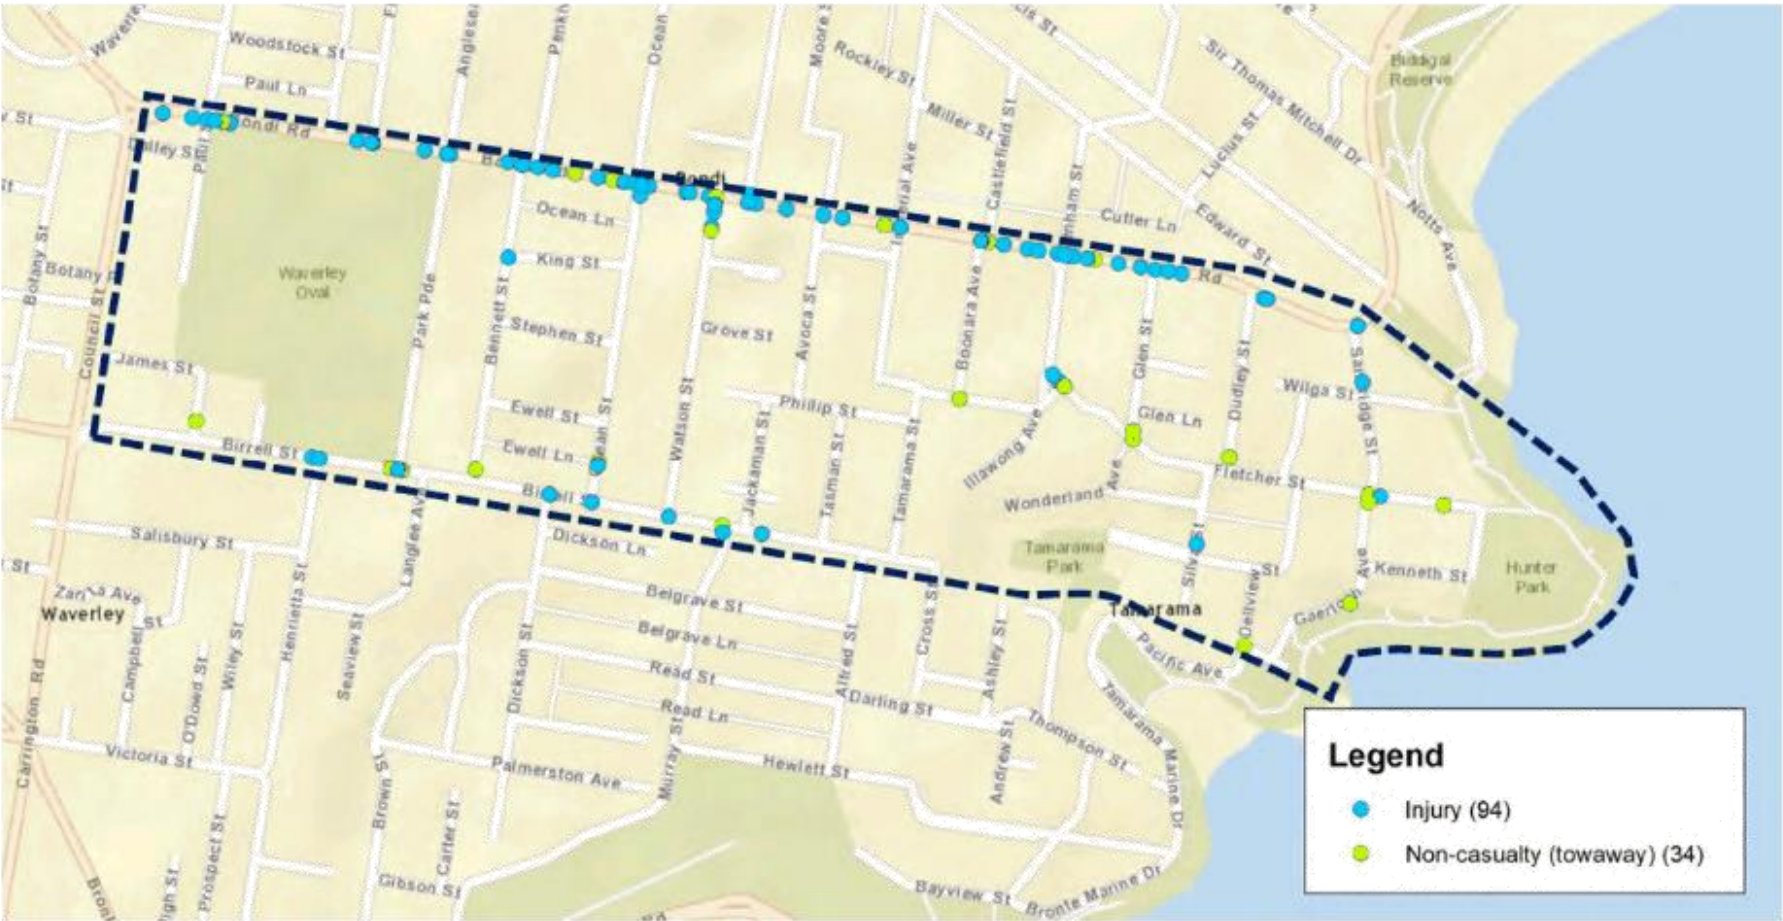 Woodstock St
Paul Ln
Rockley St
Miller St
Sir Thomas Mitchell Dr
Biddigal
Reserve
Lucius St
Notts Ave
Edward St
Cutler Ln
Castlefield St
Bondi
Rd
Ocean
Ocean Ln
King St
Stephen St
Grove St
Waverley
Oval
Botany St
Council St
James St
Park Pde
Bennett St
Avoca St
Boonara Ave
Glen St
Dudley St
Wilga St
Phillip St
Glen Ln
Ewell St
Ewell Ln
Watson St
Jackaman St
Tasman St
Tamarama St
Illawong Ave
Wonderland Ave
Fletcher St
Birrell St
Salisbury St
Langlee Ave
Dickson Ln
Tamarama
Park
Kenneth St
Hunter
Park
Waverley
Henrietta St
Seaview St
Campbell St
O'Dowd St
Wiley St
Dickson St
Belgrave St
Belgrave Ln
Read St
Read Ln
Alfred St
Cross St
Ashley St
Darling St
Thompson St
Andrew St
Pacific Ave
Tamarama Marine Dr
Carrington Rd
Victoria St
Prospect St
Brown St
Carter St
Gibson St
Palmerston Ave
Murray St
Hewlett St
Bayview St
Bronte Marine Dr
Legend
Injury (94)
Non-casualty (towaway) (34)